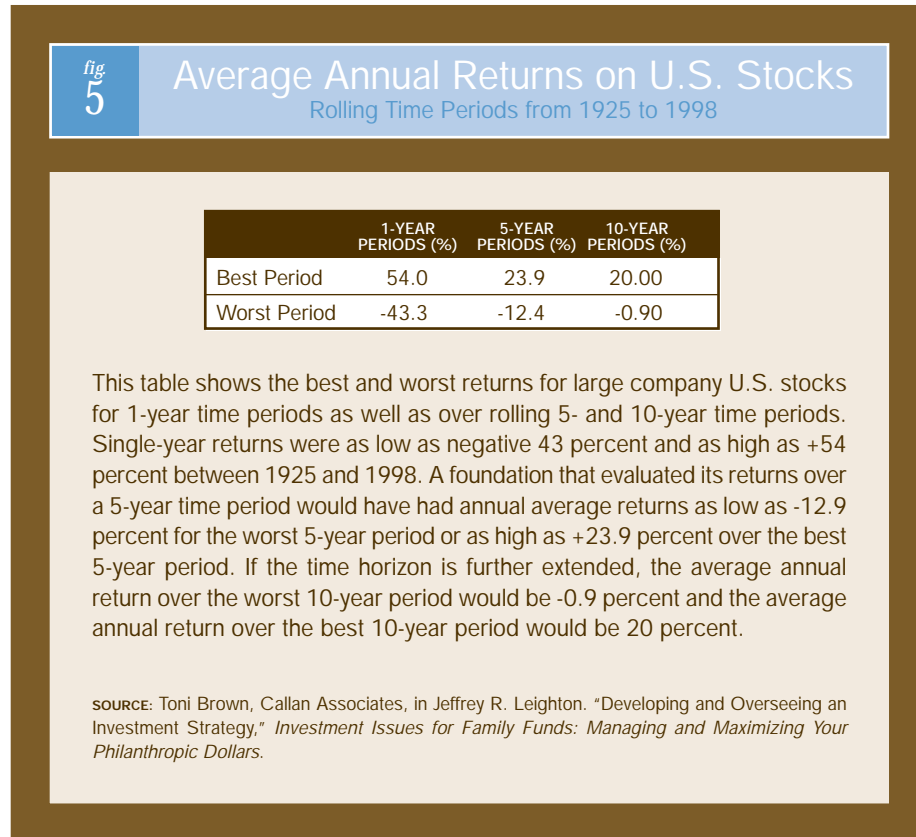 fig.
5
Average Annual Returns on U.S. Stocks
Rolling Time Periods from 1925 to 1998
1-YEAR PERIODS (%) 5-YEAR PERIODS (%) 10-YEAR PERIODS (%)
Best Period 54.0 23.9 20.00
Worst Period -43.3 -12.4 -0.90
This table shows the best and worst returns for large company U.S. stocks
for 1-year time periods as well as over rolling 5- and 10-year time periods.
Single-year returns were as low as negative 43 percent and as high as +54
percent between 1925 and 1998. A foundation that evaluated its returns over
a 5-year time period would have had annual average returns as low as -12.9
percent for the worst 5-year period or as high as +23.9 percent over the best
5-year period. If the time horizon is further extended, the average annual
return over the worst 10-year period would be -0.9 percent and the average
annual return over the best 10-year period would be 20 percent.
SOURCE: Toni Brown, Callan Associates, in Jeffrey R. Leighton. "Developing and Overseeing an
Investment Strategy," Investment Issues for Family Funds: Managing and Maximizing Your
Philanthropic Dollars.